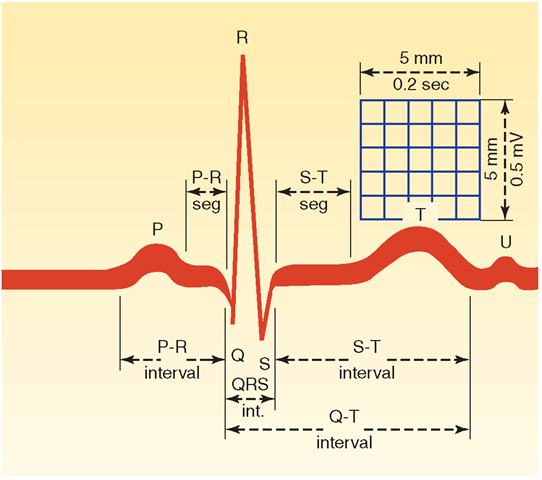 R
5 mm
0.2 sec
5 mm
0.5 mV
P-R
seg
S-T
seg
P
T
U
P-R
interval
Q
S
QRS
int.
S-T
interval
Q-T
interval